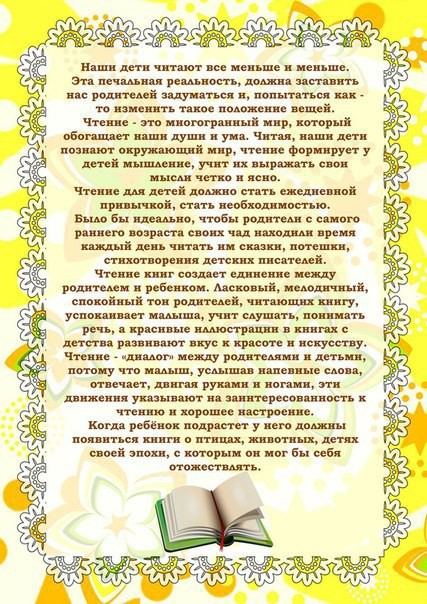 Наши дети читают все меньше и меньше.
Эта печальная реальность, должна заставить
нас родителей задуматься и, попытаться как -
то изменить такое положение вещей.
Чтение - это многогранный мир, который
обогащает наши души и ума. Читая, наши дети
познают окружающий мир, чтение формирует у
детей мышление, учит их выражать свои
мысли четко и ясно.
Чтение для детей должно стать ежедневной
привычкой, стать необходимостью.
Было бы идеально, чтобы родители с самого
раннего возраста своих чад находили время
каждый день читать им сказки, потешки,
стихотворения детских писателей.
Чтение книг создает единение между
родителем и ребенком. Ласковый, мелодичный,
спокойный тон родителей, читающих книгу,
успокаивает малыша, учит слушать, понимать
речь, а красивые иллюстрации в книгах с
детства развивают вкус к красоте и искусству.
Чтение - «диалог» между родителями и детьми,
потому что малыш, услышав напевные слова,
отвечает, двигая руками и ногами, эти
движения указывают на заинтересованность к
чтению и хорошее настроение.
Когда ребёнок подрастет у него должны
появиться книги о птицах, животных, детях
своей эпохи, с которым он мог бы себя
отожествлять.